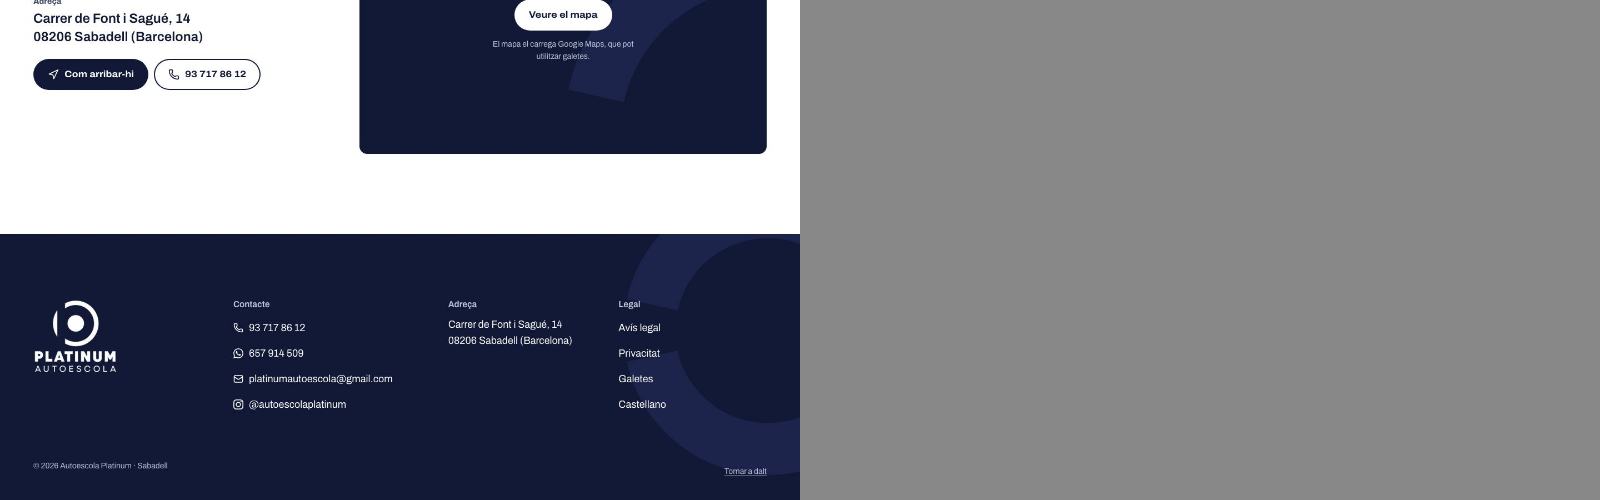 Adreça
Carrer de Font i Sagué, 14
08206 Sabadell (Barcelona)
Com arribar-hi
93 717 86 12
Veure el mapa
El mapa el carrega Google Maps, que pot
utilitzar galetes.
PLATINUM
AUTOESCOLA
Contacte
93 717 86 12
657 914 509
platinumautoescola@gmail.com
@autoescolaplatinum
Adreça
Carrer de Font i Sagué, 14
08206 Sabadell (Barcelona)
Legal
Avís legal
Privacitat
Galetes
Castellano
© 2026 Autoescola Platinum · Sabadell
Tornar a dalt